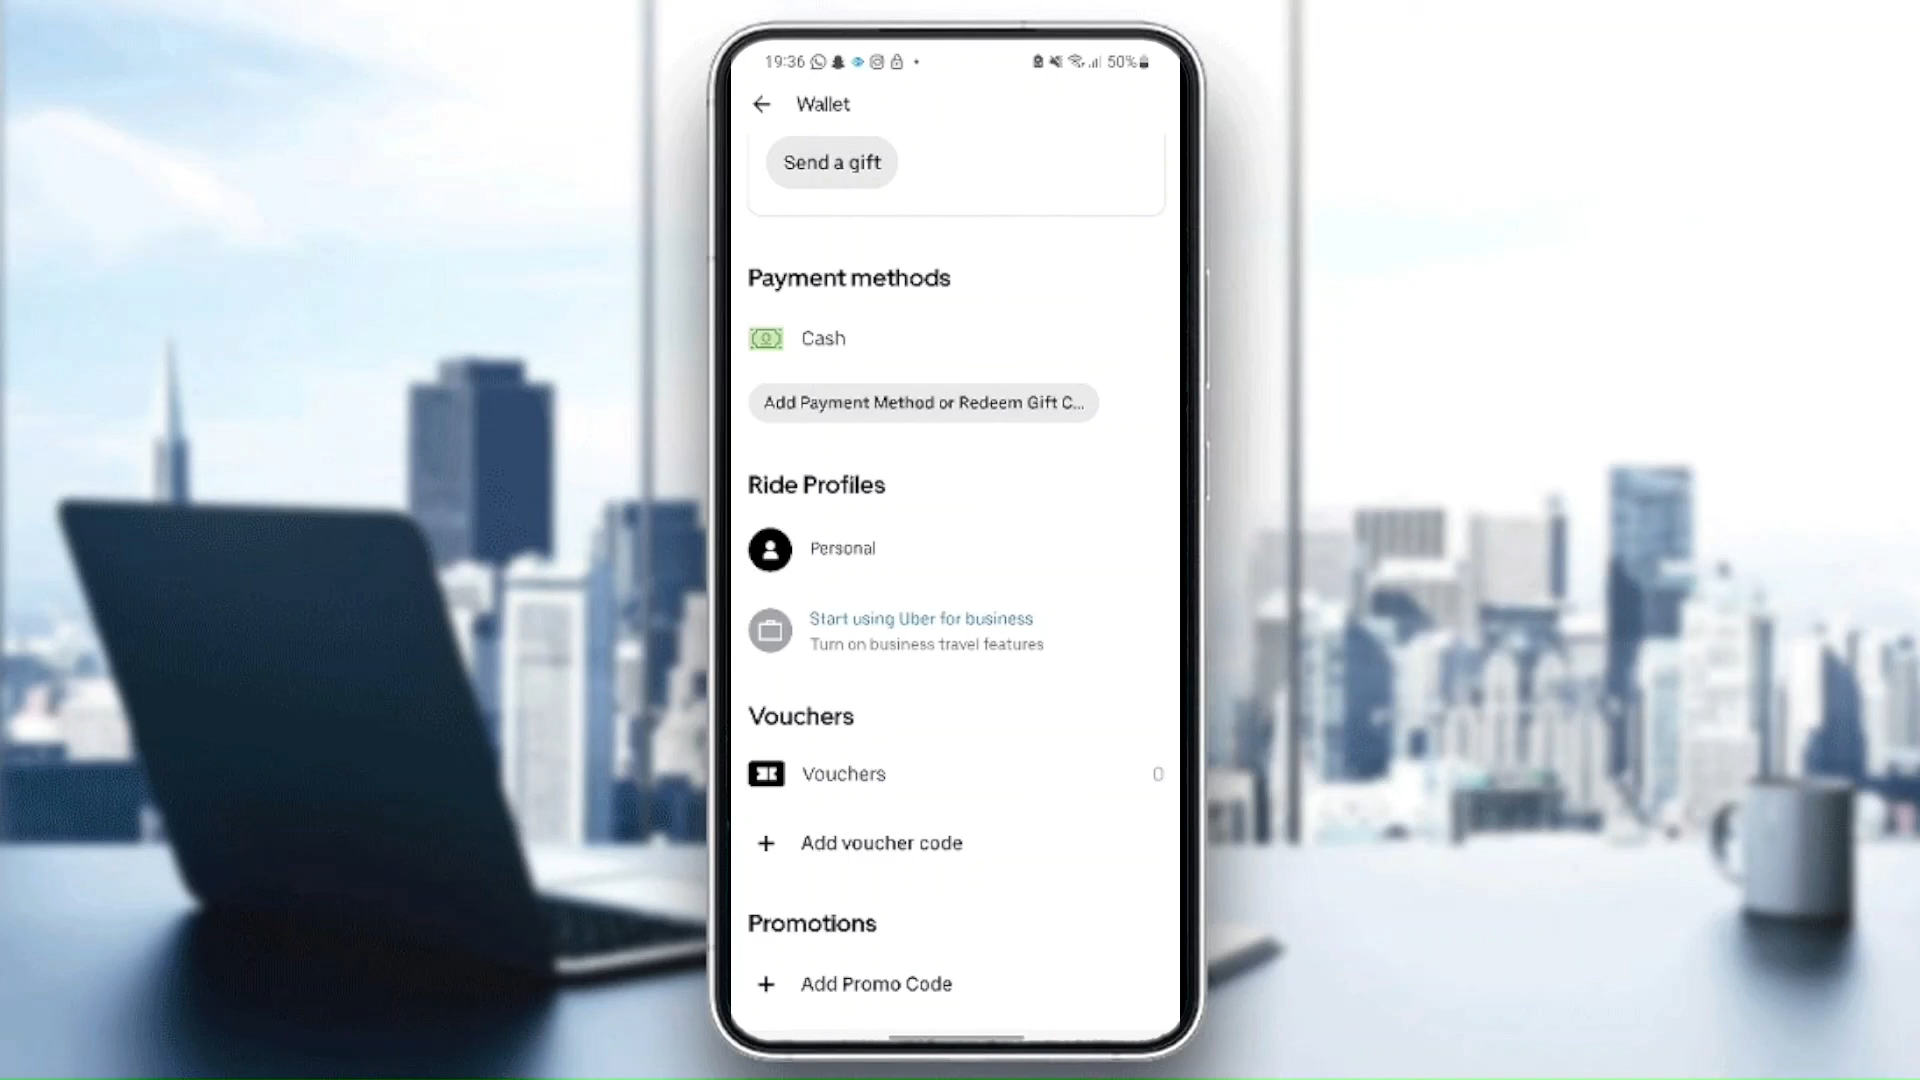 19:36 50%
Wallet
Send a gift
Payment methods
Cash
Add Payment Method or Redeem Gift C...
Ride Profiles
Personal
Start using Uber for business
Turn on business travel features
Vouchers
Vouchers 0
Add voucher code
Promotions
Add Promo Code